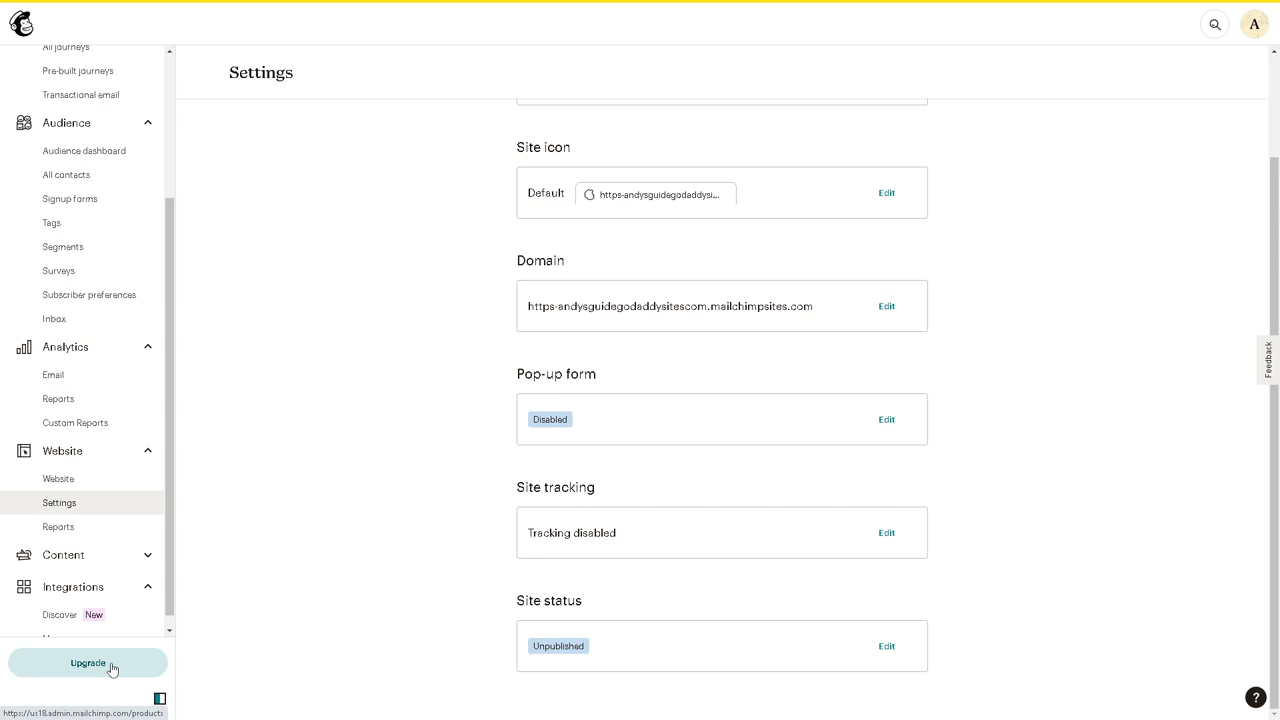 A
All journeys
Pre-built journeys
Transactional email
Audience
Audience dashboard
All contacts
Signup forms
Tags
Segments
Surveys
Subscriber preferences
Inbox
Analytics
Email
Reports
Custom Reports
Website
Website
Settings
Reports
Content
Integrations
Discover New
Upgrade
https://us18.admin.mailchimp.com/products
Settings
Site icon
Default https-andysguidegodaddysi...
Edit
Domain
https-andysguidegodaddysitescom.mailchimpsites.com
Edit
Pop-up form
Disabled
Edit
Site tracking
Tracking disabled
Edit
Site status
Unpublished
Edit
Feedback
?